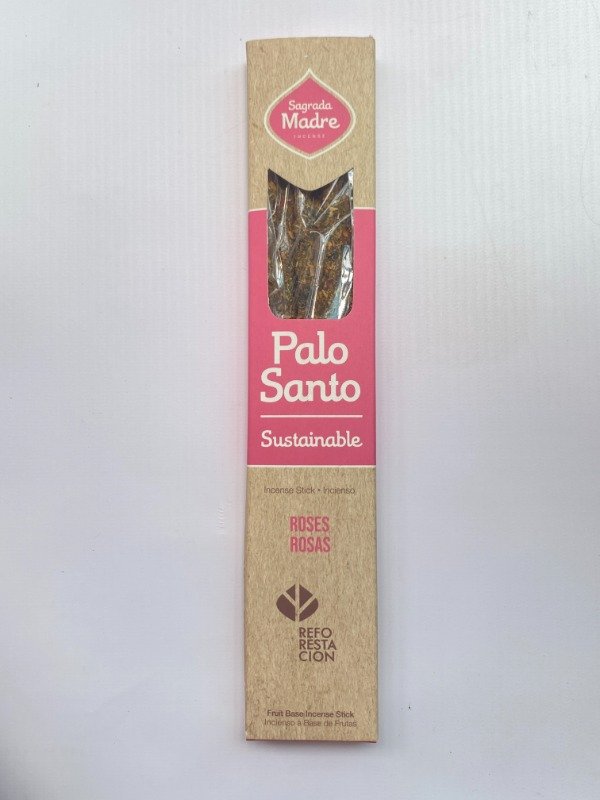 Sagrada
Madre
INCENSE
Palo
Santo
Sustainable
Incense Stick • Incienso
ROSES
ROSAS
REFO
RESTA
CION
Fruit Base Incense Stick
Incienso a Base de Frutas